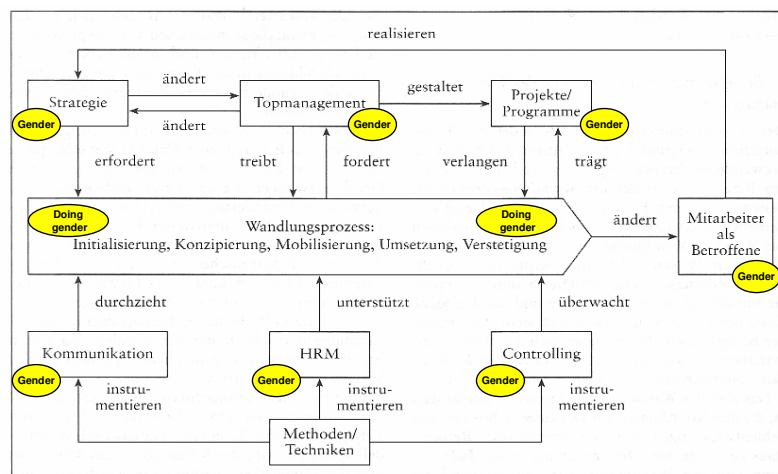 realisieren
ändert
gestaltet
Strategie
Topmanagement
Projekte/
Programme
ändert
Gender
Gender
Gender
erfordert
treibt
fordert
verlangen
trägt
Doing
gender
Doing
gender
Wandlungsprozess:
Initialisierung, Konzipierung, Mobilisierung, Umsetzung, Verstetigung
ändert
Mitarbeiter
als
Betroffene
Gender
durchzieht
unterstützt
überwacht
Kommunikation
HRM
Controlling
Gender
Gender
Gender
instru-
mentieren
instru-
mentieren
instru-
mentieren
Methoden/
Techniken